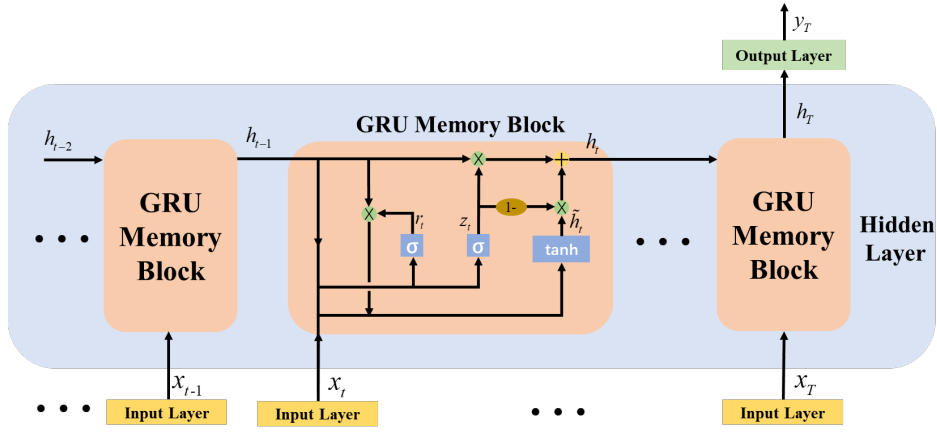 y_T
Output Layer
h_T
GRU Memory Block
h_{t-2}
h_{t-1}
h_t
GRU
Memory
Block
r_t
z_t
1-
h̃_t
σ
σ
tanh
GRU
Memory
Block
Hidden
Layer
x_{t-1}
x_t
x_T
Input Layer
Input Layer
Input Layer